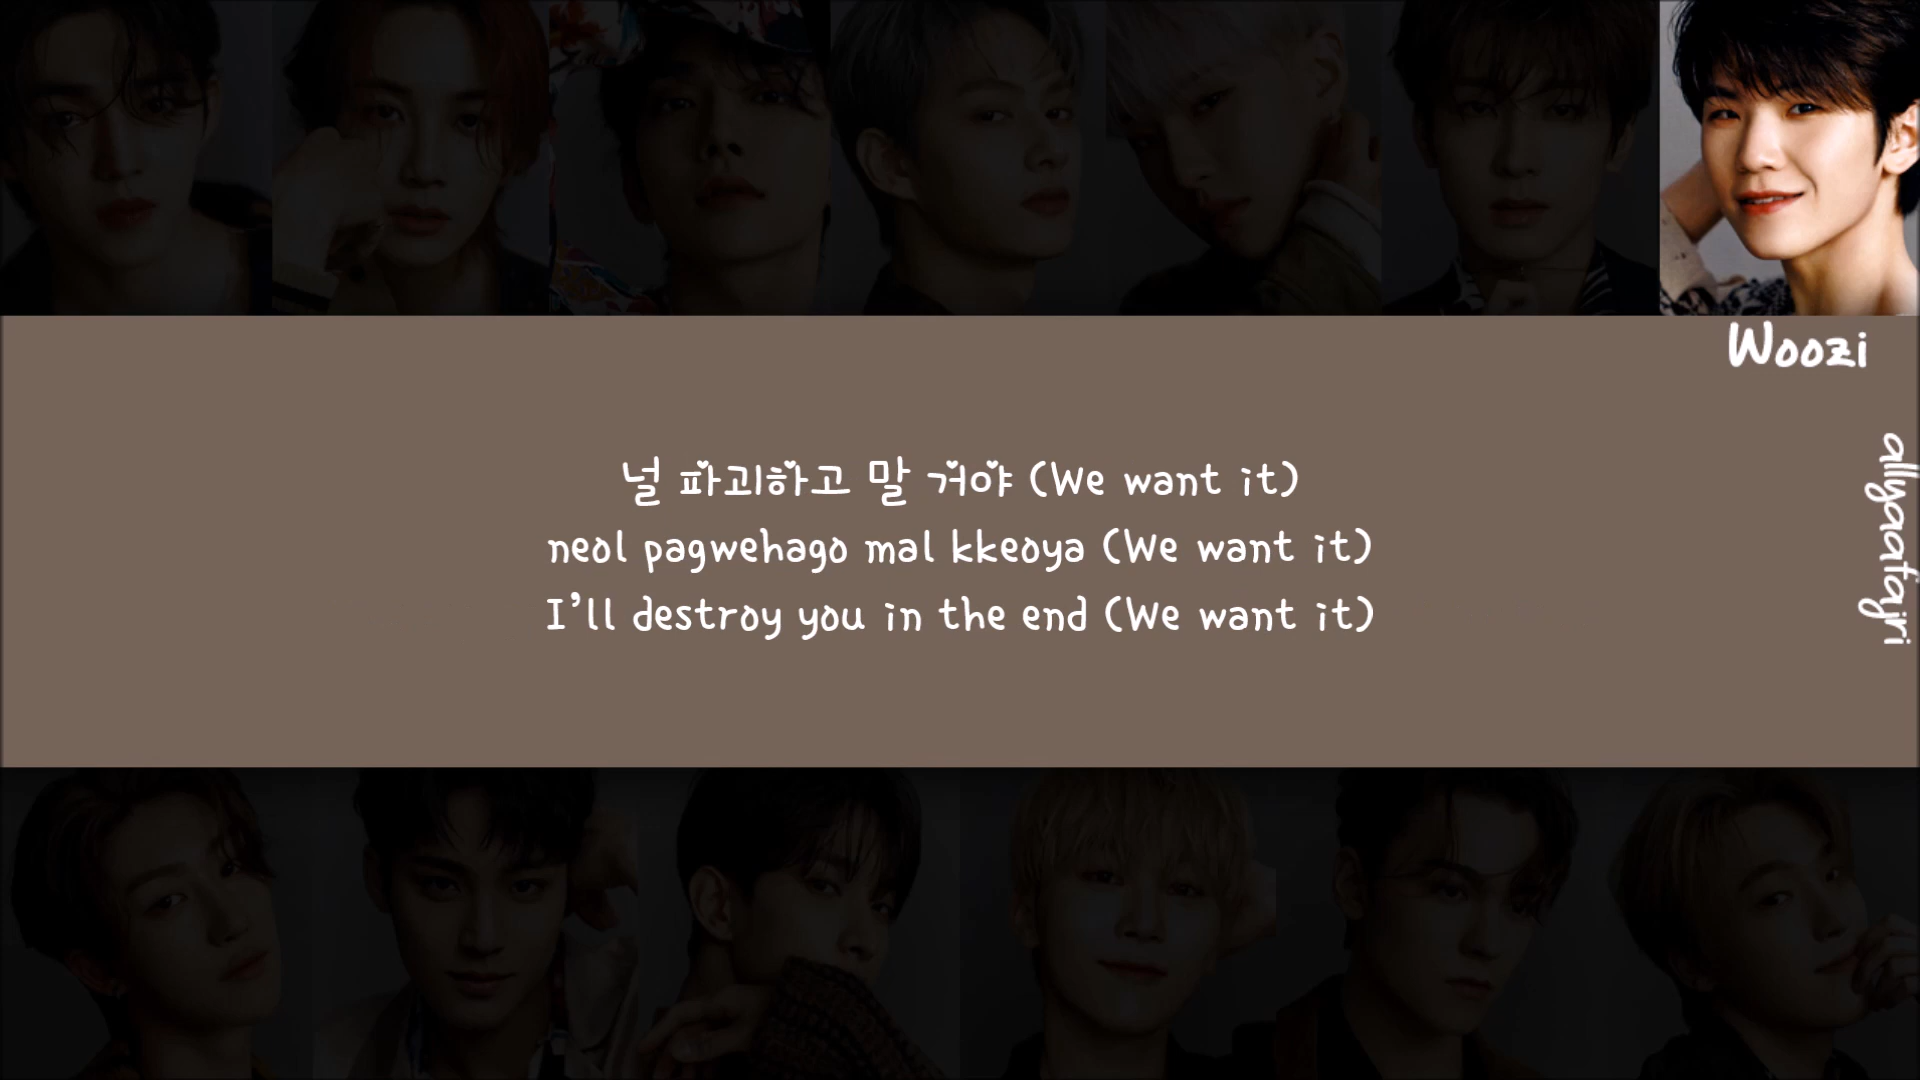 Woozi
널 파괴하고 말 거야 (We want it)
neol pagwehago mal kkeoya (We want it)
I'll destroy you in the end (We want it)
allyaafajri